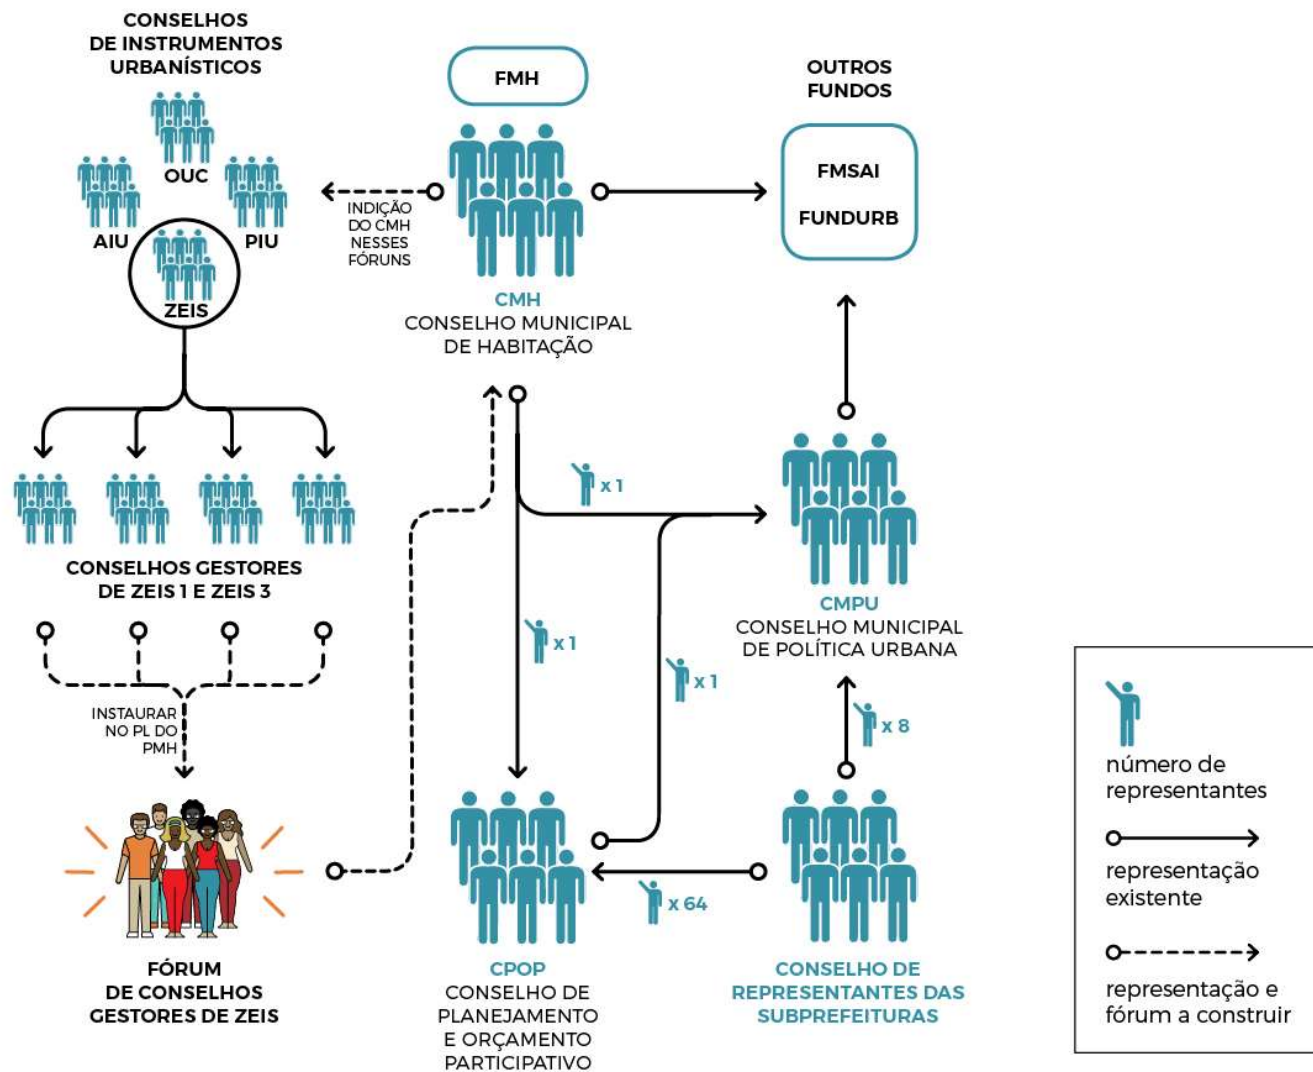 CONSELHOS
DE INSTRUMENTOS
URBANÍSTICOS
OUC
AIU
PIU
ZEIS
FMH
INDIÇÃO
DO CMH
NESSES
FÓRUNS
CMH
CONSELHO MUNICIPAL
DE HABITAÇÃO
OUTROS
FUNDOS
FMSAI
FUNDURB
CONSELHOS GESTORES
DE ZEIS 1 E ZEIS 3
x 1
CMPU
CONSELHO MUNICIPAL
DE POLÍTICA URBANA
x 1
x 1
x 8
INSTAURAR
NO PL DO
PMH
FÓRUM
DE CONSELHOS
GESTORES DE ZEIS
x 64
CPOP
CONSELHO DE
PLANEJAMENTO
E ORÇAMENTO
PARTICIPATIVO
CONSELHO DE
REPRESENTANTES DAS
SUBPREFEITURAS
número de
representantes
representação
existente
representação e
fórum a construir